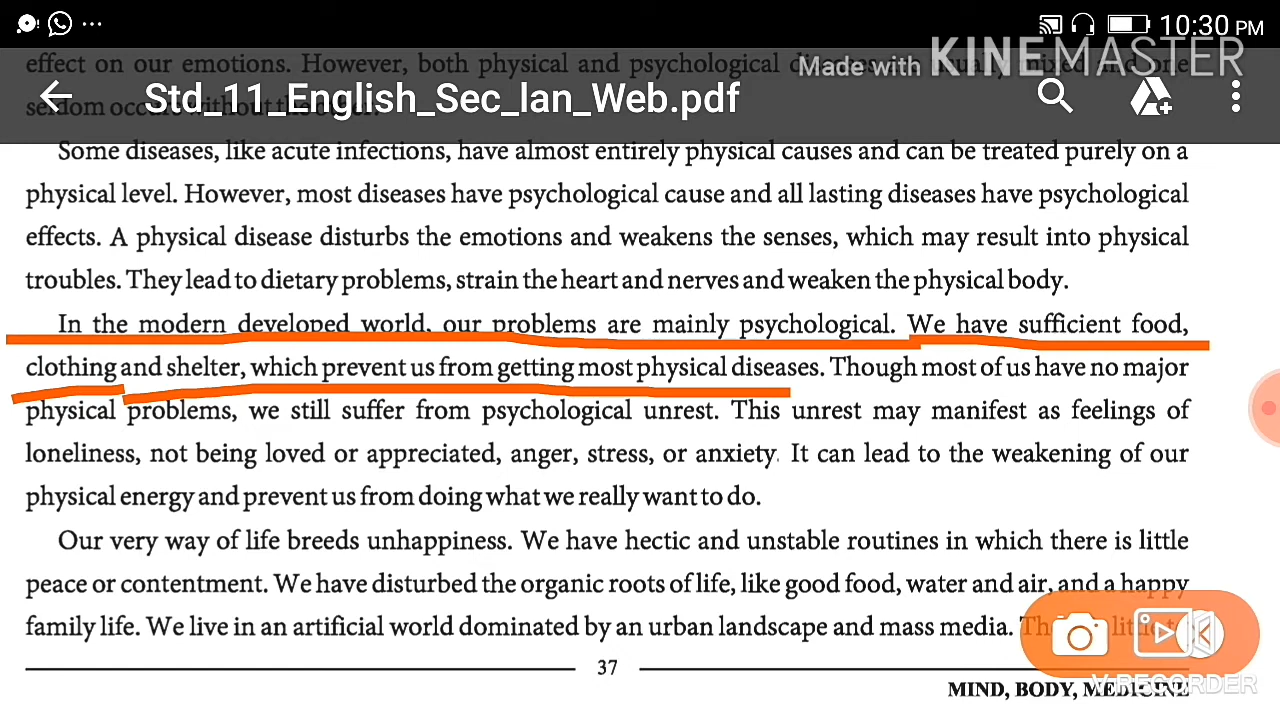 10:30 PM
Made with KINEMASTER
effect on our emotions. However, both physical and psychological mixed and one
Std_11_English_Sec_lan_Web.pdf
seldom without the other.
Some diseases, like acute infections, have almost entirely physical causes and can be treated purely on a
physical level. However, most diseases have psychological cause and all lasting diseases have psychological
effects. A physical disease disturbs the emotions and weakens the senses, which may result into physical
troubles. They lead to dietary problems, strain the heart and nerves and weaken the physical body.
In the modern developed world, our problems are mainly psychological. We have sufficient food,
clothing and shelter, which prevent us from getting most physical diseases. Though most of us have no major
physical problems, we still suffer from psychological unrest. This unrest may manifest as feelings of
loneliness, not being loved or appreciated, anger, stress, or anxiety. It can lead to the weakening of our
physical energy and prevent us from doing what we really want to do.
Our very way of life breeds unhappiness. We have hectic and unstable routines in which there is little
peace or contentment. We have disturbed the organic roots of life, like good food, water and air, and a happy
family life. We live in an artificial world dominated by an urban landscape and mass media.
37
V RECORDER
MIND, BODY, MEDICINE